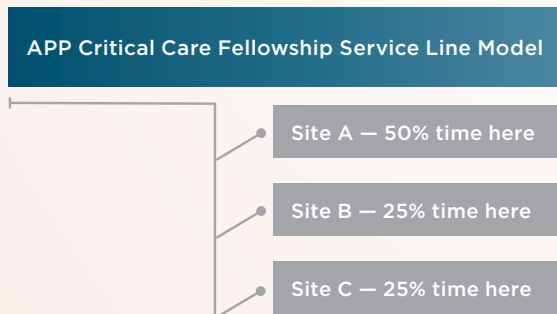 APP Critical Care Fellowship Service Line Model
Site A — 50% time here
Site B — 25% time here
Site C — 25% time here